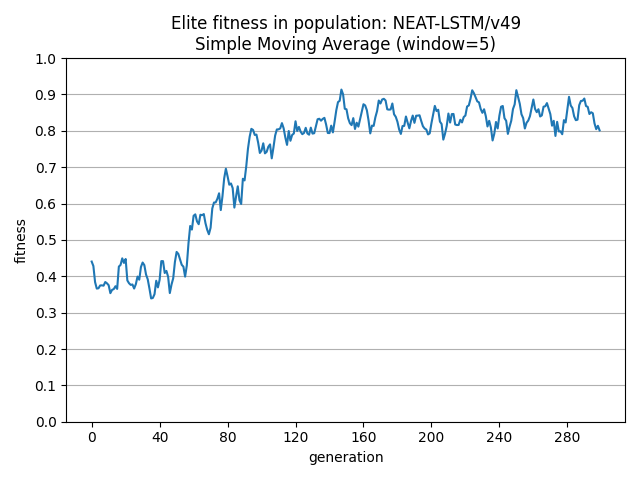 Elite fitness in population: NEAT-LSTM/v49
Simple Moving Average (window=5)
1.0
0.9
0.8
0.7
0.6
0.5
0.4
0.3
0.2
0.1
0.0
fitness
0 40 80 120 160 200 240 280
generation